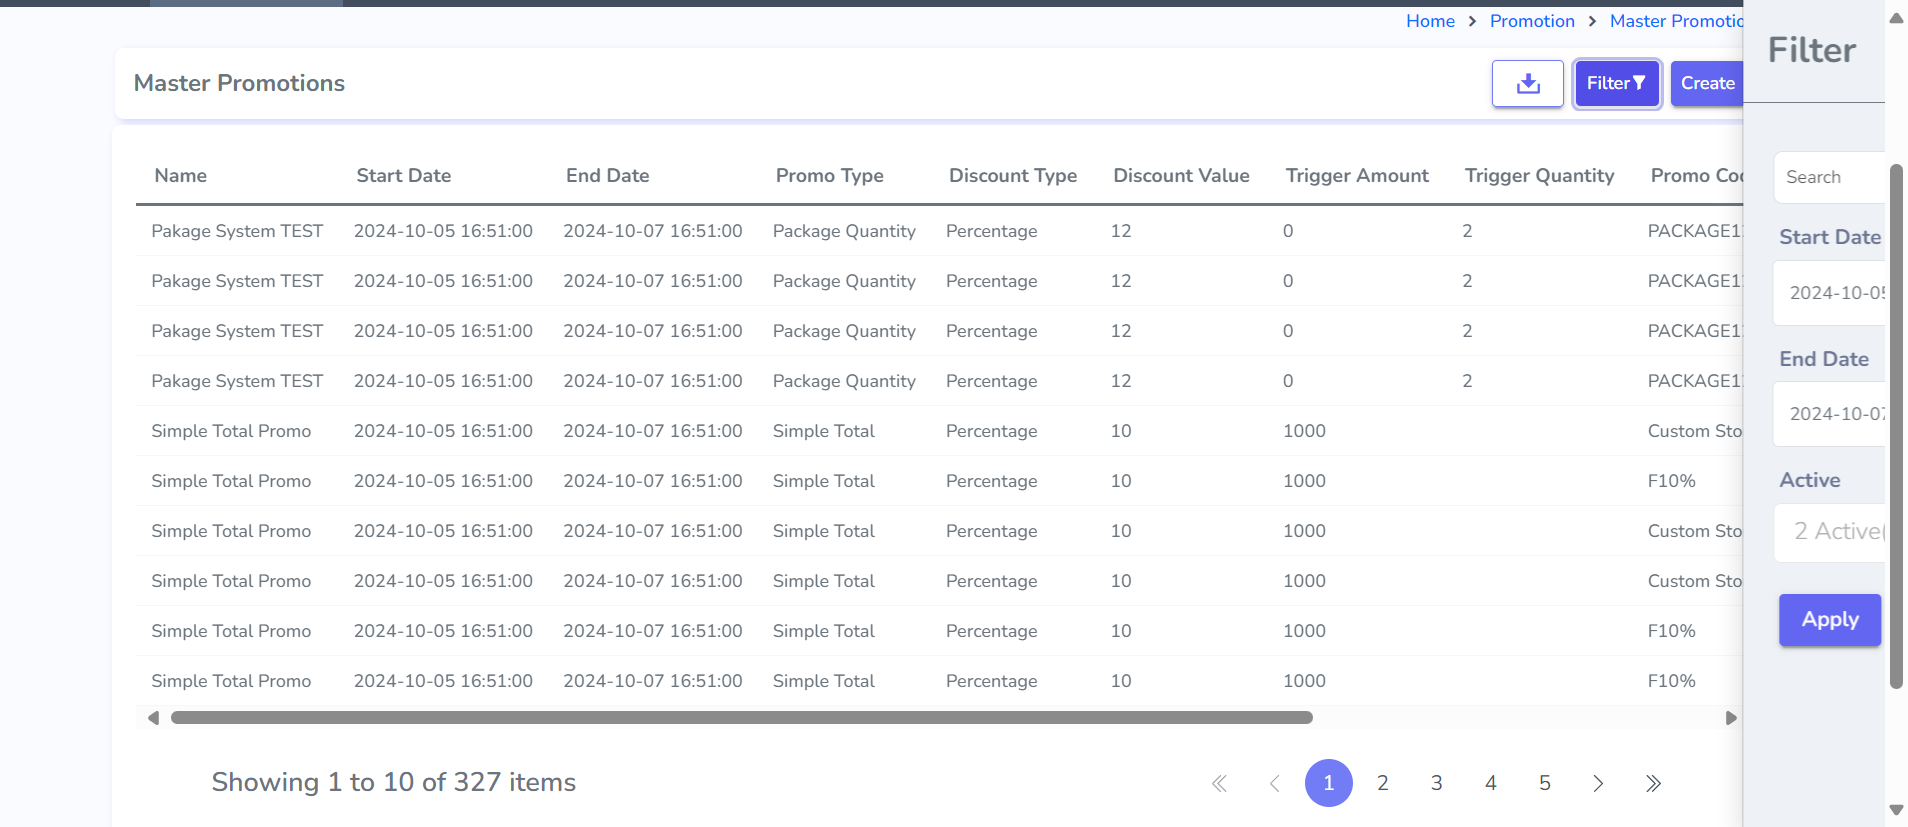 Home > Promotion > Master Promotio
Filter
Master Promotions
Filter
Create
Name Start Date End Date Promo Type Discount Type Discount Value Trigger Amount Trigger Quantity Promo Coc
Pakage System TEST 2024-10-05 16:51:00 2024-10-07 16:51:00 Package Quantity Percentage 12 0 2 PACKAGE12
Pakage System TEST 2024-10-05 16:51:00 2024-10-07 16:51:00 Package Quantity Percentage 12 0 2 PACKAGE12
Pakage System TEST 2024-10-05 16:51:00 2024-10-07 16:51:00 Package Quantity Percentage 12 0 2 PACKAGE12
Pakage System TEST 2024-10-05 16:51:00 2024-10-07 16:51:00 Package Quantity Percentage 12 0 2 PACKAGE12
Simple Total Promo 2024-10-05 16:51:00 2024-10-07 16:51:00 Simple Total Percentage 10 1000 Custom Sto
Simple Total Promo 2024-10-05 16:51:00 2024-10-07 16:51:00 Simple Total Percentage 10 1000 F10%
Simple Total Promo 2024-10-05 16:51:00 2024-10-07 16:51:00 Simple Total Percentage 10 1000 Custom Sto
Simple Total Promo 2024-10-05 16:51:00 2024-10-07 16:51:00 Simple Total Percentage 10 1000 Custom Sto
Simple Total Promo 2024-10-05 16:51:00 2024-10-07 16:51:00 Simple Total Percentage 10 1000 F10%
Simple Total Promo 2024-10-05 16:51:00 2024-10-07 16:51:00 Simple Total Percentage 10 1000 F10%
Showing 1 to 10 of 327 items
« < 1 2 3 4 5 > »
Search
Start Date
2024-10-05
End Date
2024-10-07
Active
2 Active(
Apply